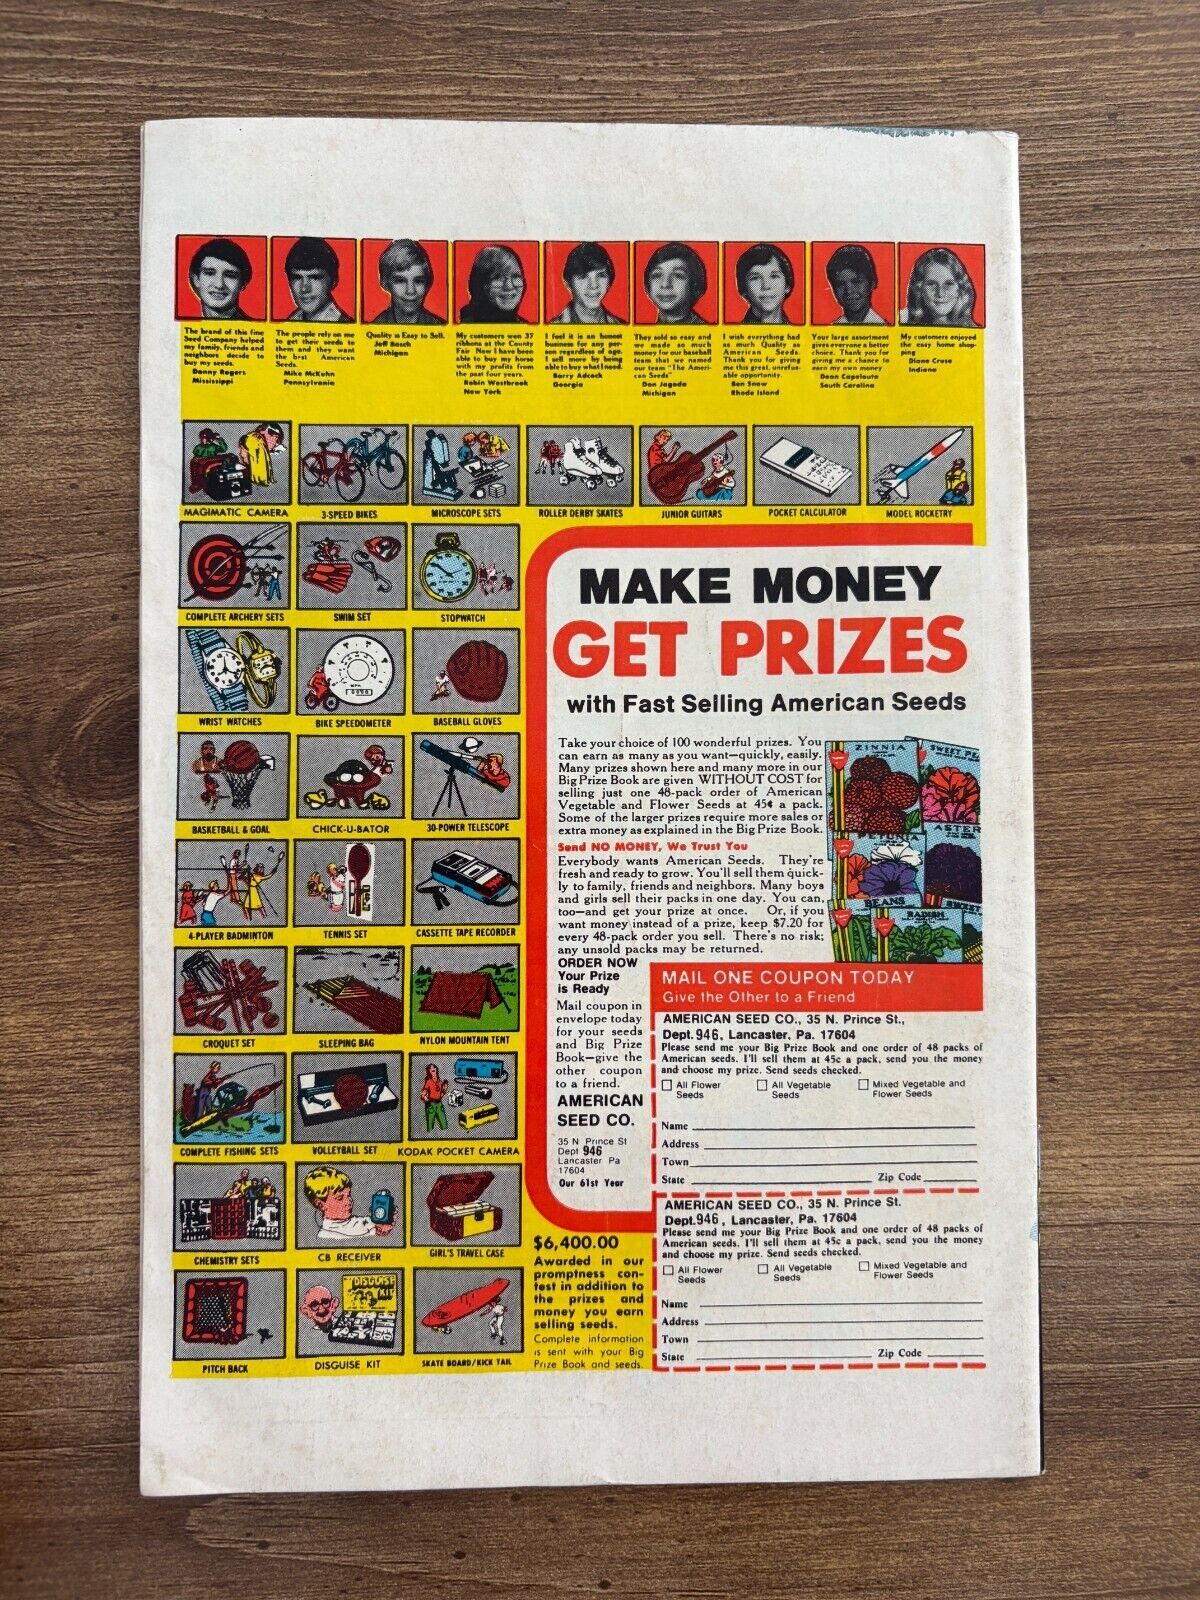 The brand of this fine
Seed Company helped
my family, friends and
neighbors decide to
buy my seeds.
Danny Rogers
Mississippi
The people rely on me
to get their seeds to
them and they want
the best American
Seeds.
Mike McKuhn
Pennsylvania
Quality is Easy to Sell.
Jeff Bosch
Michigan
My customers won 37
ribbons at the County
Fair Now I have been
able to buy my horse
with my profits from
the past four years.
Robin Westbrook
New York
I feel it is an honest
business for any per-
son regardless of age.
I sell more by being
able to buy what I need.
Barry Adcock
Georgia
They sold so easy and
we made so much
money for our baseball
team that we named
our team "The Ameri-
can Seeds"
Don Jagoda
Michigan
I wish everything had
as much Quality as
American Seeds.
Thank you for giving
me this great, unrefus-
able opportunity.
Ben Snow
Rhode Island
Your large assortment
gives everyone a better
choice. Thank you for
giving me a chance to
earn my own money
Dean Capelouta
South Carolina
My customers enjoyed
the easy home shop-
ping
Diane Cruse
Indiana
MAGIMATIC CAMERA
3-SPEED BIKES
MICROSCOPE SETS
ROLLER DERBY SKATES
JUNIOR GUITARS
POCKET CALCULATOR
MODEL ROCKETRY
COMPLETE ARCHERY SETS
SWIM SET
STOPWATCH
WRIST WATCHES
BIKE SPEEDOMETER
BASEBALL GLOVES
BASKETBALL & GOAL
CHICK-U-BATOR
30-POWER TELESCOPE
4-PLAYER BADMINTON
TENNIS SET
CASSETTE TAPE RECORDER
CROQUET SET
SLEEPING BAG
NYLON MOUNTAIN TENT
COMPLETE FISHING SETS
VOLLEYBALL SET
KODAK POCKET CAMERA
CHEMISTRY SETS
CB RECEIVER
GIRL'S TRAVEL CASE
PITCH BACK
DISGUISE KIT
DISGUISE KIT
SKATE BOARD/KICK TAIL
MAKE MONEY
GET PRIZES
with Fast Selling American Seeds
Take your choice of 100 wonderful prizes. You
can earn as many as you want—quickly, easily.
Many prizes shown here and many more in our
Big Prize Book are given WITHOUT COST for
selling just one 48-pack order of American
Vegetable and Flower Seeds at 45¢ a pack.
Some of the larger prizes require more sales or
extra money as explained in the Big Prize Book.
Send NO MONEY, We Trust You
Everybody wants American Seeds. They're
fresh and ready to grow. You'll sell them quick-
ly to family, friends and neighbors. Many boys
and girls sell their packs in one day. You can,
too—and get your prize at once. Or, if you
want money instead of a prize, keep $7.20 for
every 48-pack order you sell. There's no risk;
any unsold packs may be returned.
ZINNIA
SWEET PE
PETUNIA
ASTER
BEANS
RADISH
SWEET
ORDER NOW
Your Prize
is Ready
Mail coupon in
envelope today
for your seeds
and Big Prize
Book—give the
other coupon
to a friend.
AMERICAN
SEED CO.
35 N Prince St
Dept 946
Lancaster Pa
17604
Our 61st Year
MAIL ONE COUPON TODAY
Give the Other to a Friend
AMERICAN SEED CO., 35 N. Prince St.,
Dept. 946, Lancaster, Pa. 17604
Please send me your Big Prize Book and one order of 48 packs of
American seeds. I'll sell them at 45c a pack, send you the money
and choose my prize. Send seeds checked.
All Flower Seeds
All Vegetable Seeds
Mixed Vegetable and Flower Seeds
Name
Address
Town
State Zip Code
AMERICAN SEED CO., 35 N. Prince St.
Dept. 946, Lancaster, Pa. 17604
Please send me your Big Prize Book and one order of 48 packs of
American seeds. I'll sell them at 45c a pack, send you the money
and choose my prize. Send seeds checked.
All Flower Seeds
All Vegetable Seeds
Mixed Vegetable and Flower Seeds
Name
Address
Town
State Zip Code
$6,400.00
Awarded in our
promptness con-
test in addition to
the prizes and
money you earn
selling seeds.
Complete information
is sent with your Big
Prize Book and seeds.